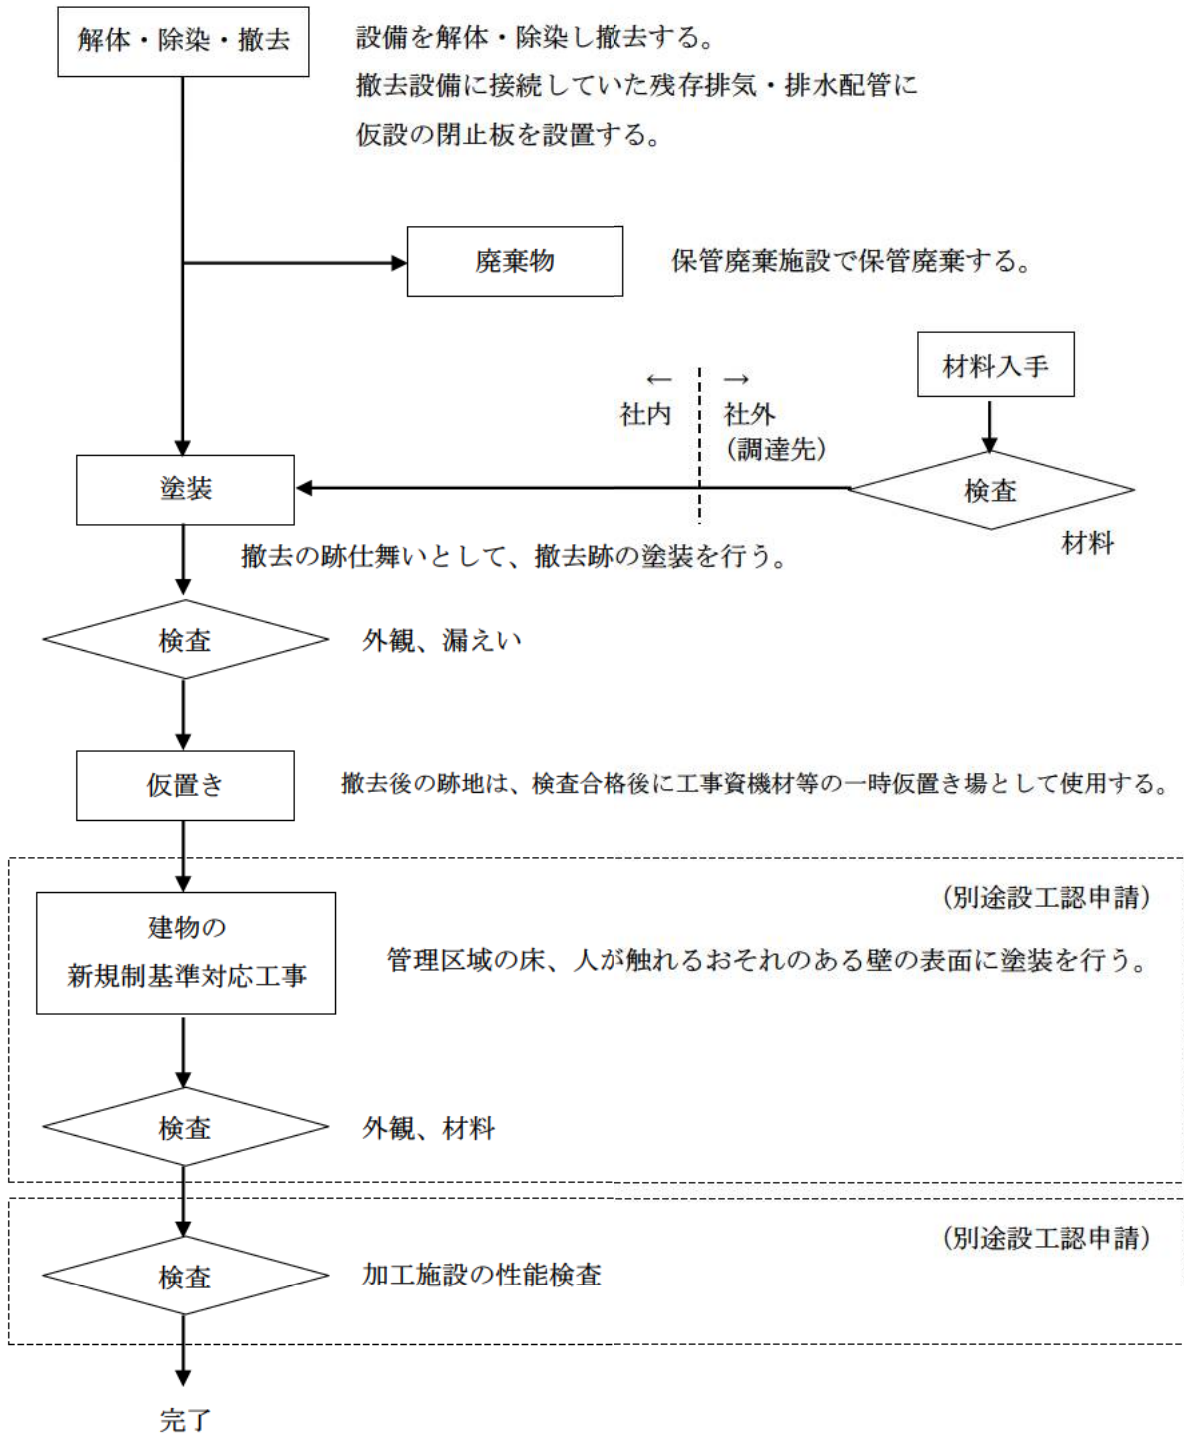 解体・除染・撤去
設備を解体・除染し撤去する。
撤去設備に接続していた残存排気・排水配管に
仮設の閉止板を設置する。
廃棄物
保管廃棄施設で保管廃棄する。
材料入手
← →
社内 社外
(調達先)
塗装
検査
材料
撤去の跡仕舞いとして、撤去跡の塗装を行う。
検査
外観、漏えい
仮置き
撤去後の跡地は、検査合格後に工事資機材等の一時仮置き場として使用する。
(別途設工認申請)
建物の
新規制基準対応工事
管理区域の床、人が触れるおそれのある壁の表面に塗装を行う。
検査
外観、材料
(別途設工認申請)
検査
加工施設の性能検査
完了